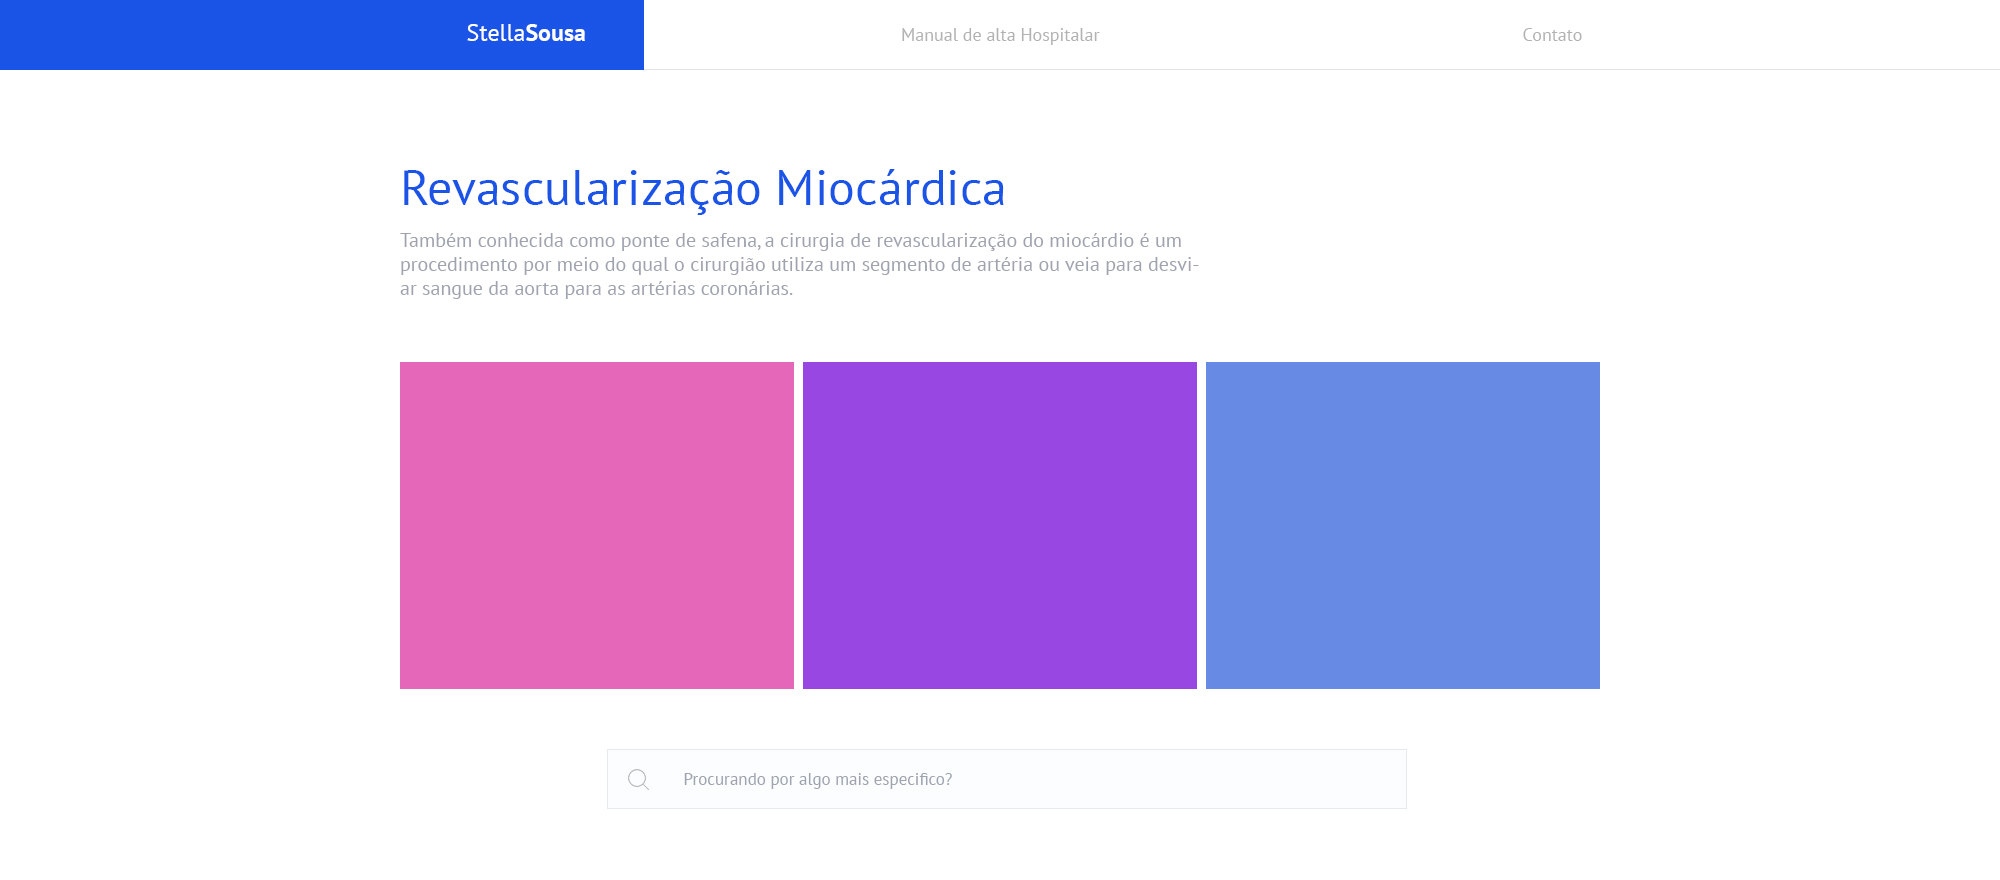 StellaSousa
Manual de alta Hospitalar
Contato
Revascularização Miocárdica
Também conhecida como ponte de safena, a cirurgia de revascularização do miocárdio é um
procedimento por meio do qual o cirurgião utiliza um segmento de artéria ou veia para desvi-
ar sangue da aorta para as artérias coronárias.
Procurando por algo mais especifico?